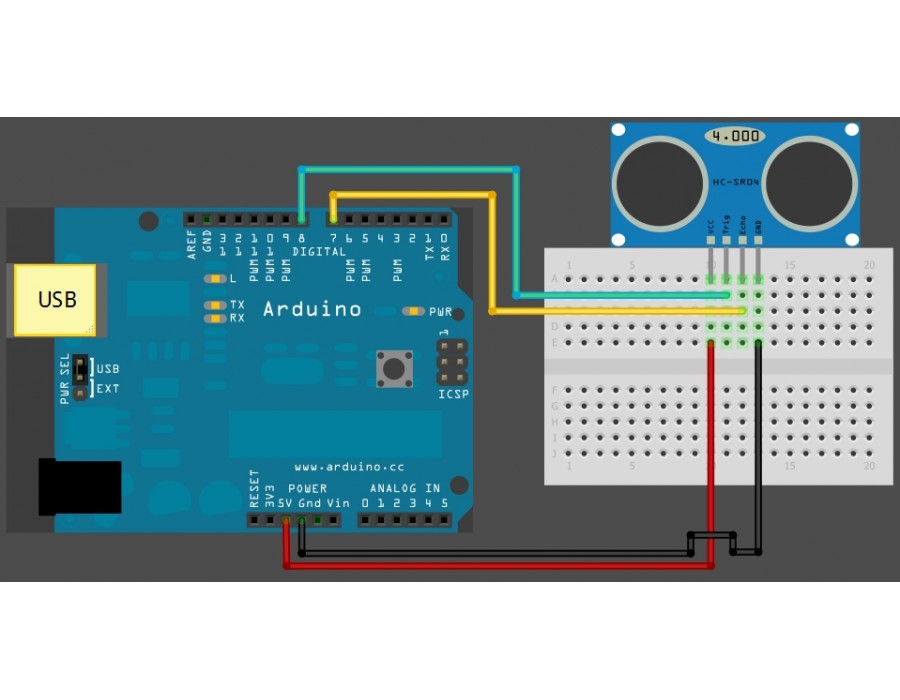 4.000
HC-SR04
VCC Trig Echo GND
AREF GND 13 12 11 10 9 8 7 6 5 4 3 2 1 0
PWM PWM PWM DIGITAL PWM PWM PWM TX RX
L
USB
TX
RX
Arduino
PWR
1
PWR SEL
USB
EXT
ICSP
www.arduino.cc
RESET 3V3
POWER ANALOG IN
5V Gnd Vin 0 1 2 3 4 5
1 5 10 15 20
A
D
E
F
G
H
I
J
1 5 15 20